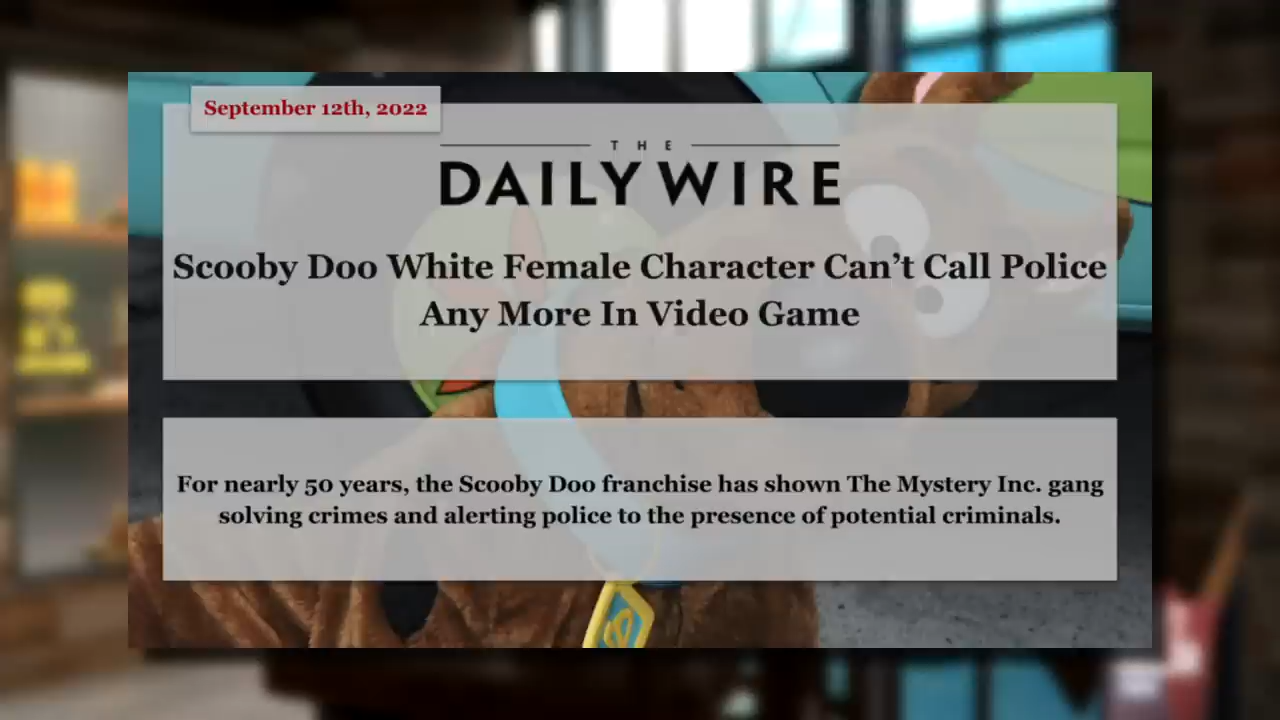 September 12th, 2022
THE
DAILY WIRE
Scooby Doo White Female Character Can't Call Police
Any More In Video Game
For nearly 50 years, the Scooby Doo franchise has shown The Mystery Inc. gang
solving crimes and alerting police to the presence of potential criminals.